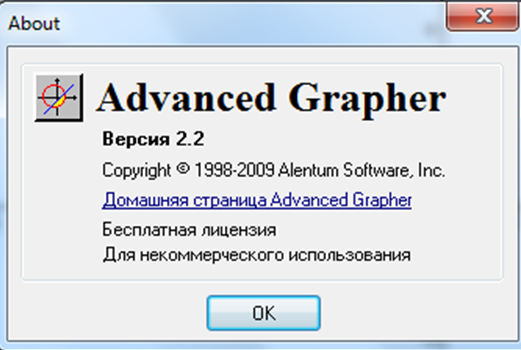 About
Advanced Grapher
Версия 2.2
Copyright © 1998-2009 Alentum Software, Inc.
Домашняя страница Advanced Grapher
Бесплатная лицензия
Для некоммерческого использования
OK